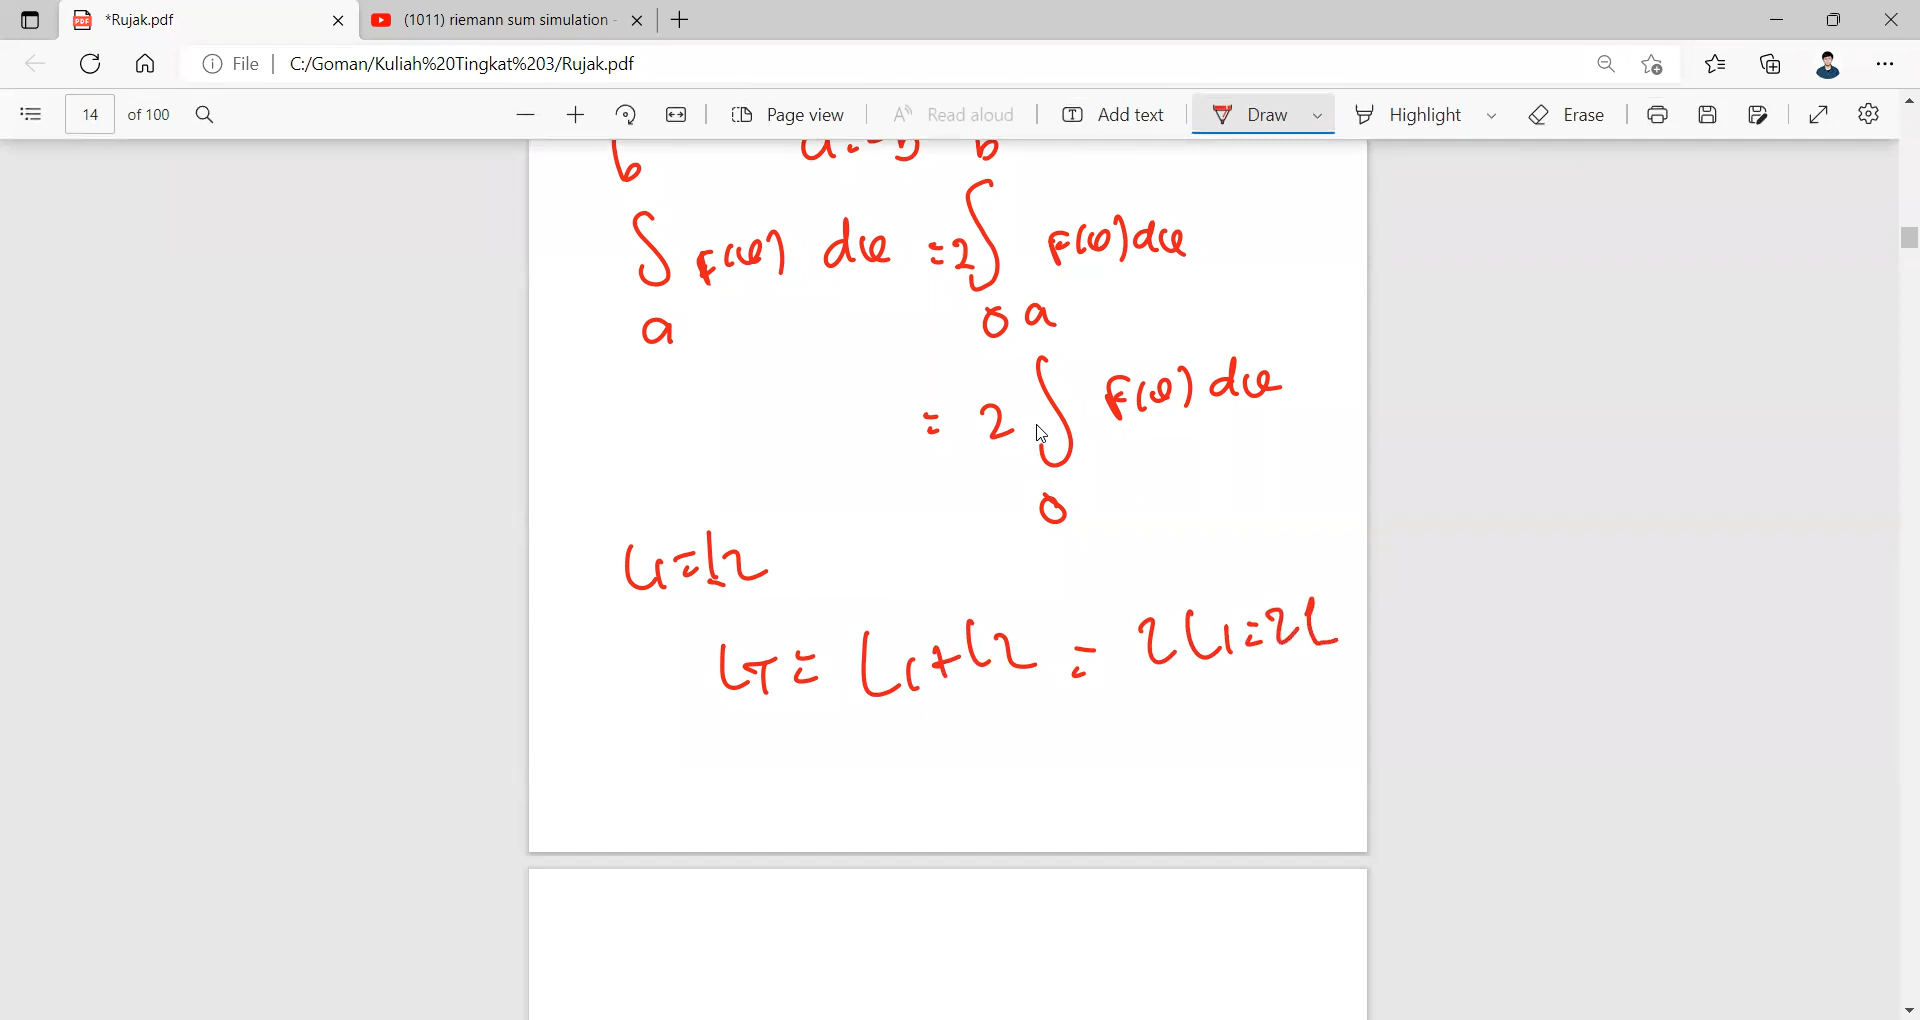 *Rujak.pdf
(1011) riemann sum simulation -
File
C:/Goman/Kuliah%20Tingkat%203/Rujak.pdf
14 of 100
Page view
Read aloud
Add text
Draw
Highlight
Erase
b a=-b b
∫ F(x) dx = 2∫ F(x)dx
a 0 a
= 2 ∫ F(x) dx
0
L1=L2
LT = L1+L2 = 2L1=2L